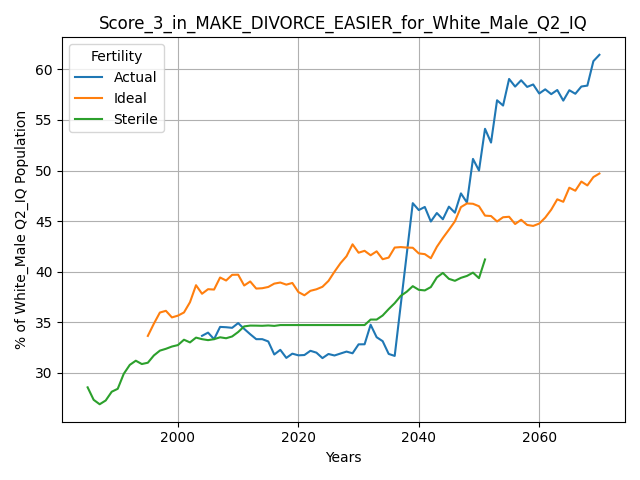 Score_3_in_MAKE_DIVORCE_EASIER_for_White_Male_Q2_IQ
Fertility
Actual
Ideal
Sterile
% of White_Male Q2_IQ Population
60
55
50
45
40
35
30
2000
2020
2040
2060
Years